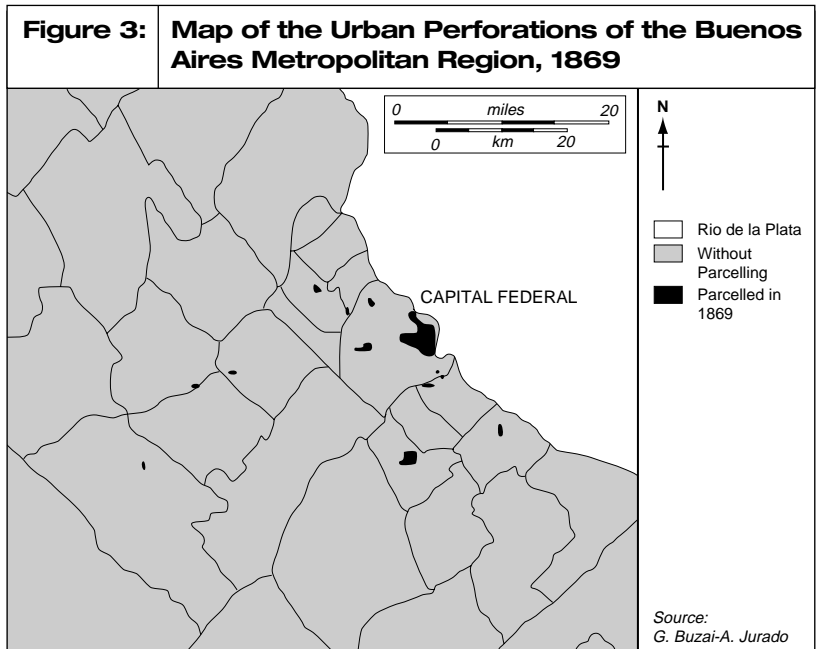 Figure 3:
Map of the Urban Perforations of the Buenos
Aires Metropolitan Region, 1869
0 miles 20
0 km 20
N
CAPITAL FEDERAL
Rio de la Plata
Without
Parcelling
Parcelled in
1869
Source:
G. Buzai-A. Jurado